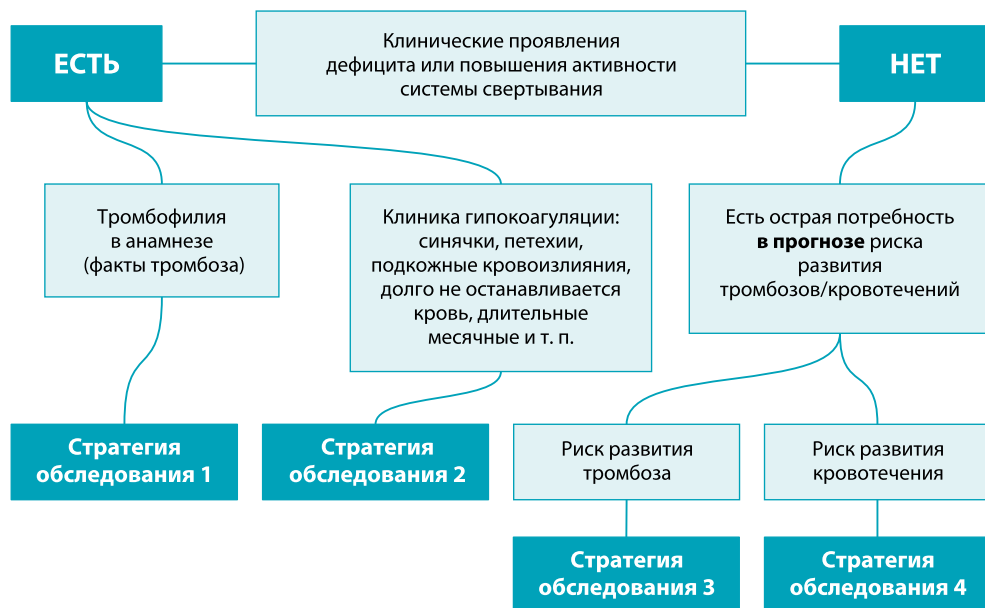 ЕСТЬ
Клинические проявления
дефицита или повышения активности
системы свертывания
НЕТ
Тромбофилия
в анамнезе
(факты тромбоза)
Клиника гипокоагуляции:
синячки, петехии,
подкожные кровоизлияния,
долго не останавливается
кровь, длительные
месячные и т. п.
Есть острая потребность
в прогнозе риска
развития
тромбозов/кровотечений
Стратегия
обследования 1
Стратегия
обследования 2
Риск развития
тромбоза
Риск развития
кровотечения
Стратегия
обследования 3
Стратегия
обследования 4